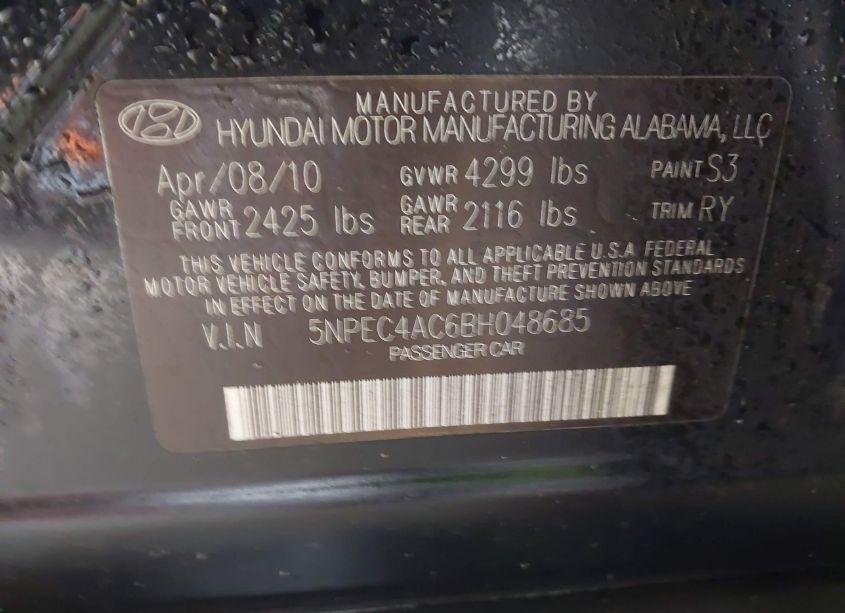 MANUFACTURED BY
HYUNDAI MOTOR MANUFACTURING ALABAMA, LLC
Apr/08/10 GVWR 4299 lbs PAINT S3
GAWR FRONT 2425 lbs GAWR REAR 2116 lbs TRIM RY
THIS VEHICLE CONFORMS TO ALL APPLICABLE U.S.A. FEDERAL
MOTOR VEHICLE SAFETY, BUMPER, AND THEFT PREVENTION STANDARDS
IN EFFECT ON THE DATE OF MANUFACTURE SHOWN ABOVE
V.I.N 5NPEC4AC6BH048685
PASSENGER CAR